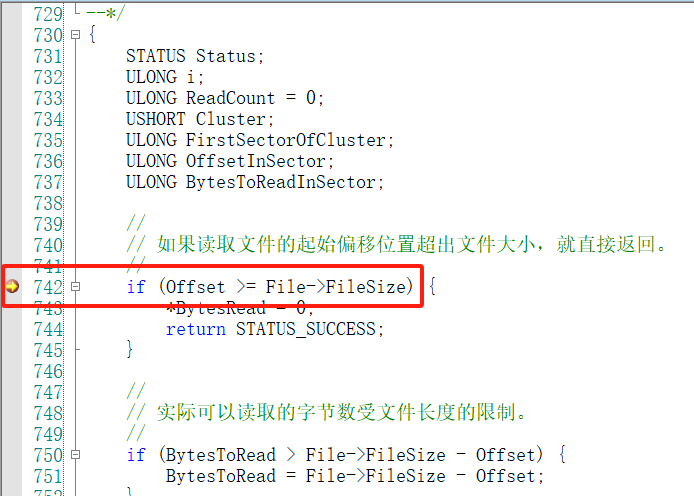 729 --*/
730 {
731 STATUS Status;
732 ULONG i;
733 ULONG ReadCount = 0;
734 USHORT Cluster;
735 ULONG FirstSectorOfCluster;
736 ULONG OffsetInSector;
737 ULONG BytesToReadInSector;
738
739 //
740 // 如果读取文件的起始偏移位置超出文件大小，就直接返回。
741 //
742 if (Offset >= File->FileSize) {
743 *BytesRead = 0;
744 return STATUS_SUCCESS;
745 }
746
747 //
748 // 实际可以读取的字节数受文件长度的限制。
749 //
750 if (BytesToRead > File->FileSize - Offset) {
751 BytesToRead = File->FileSize - Offset;
752 }